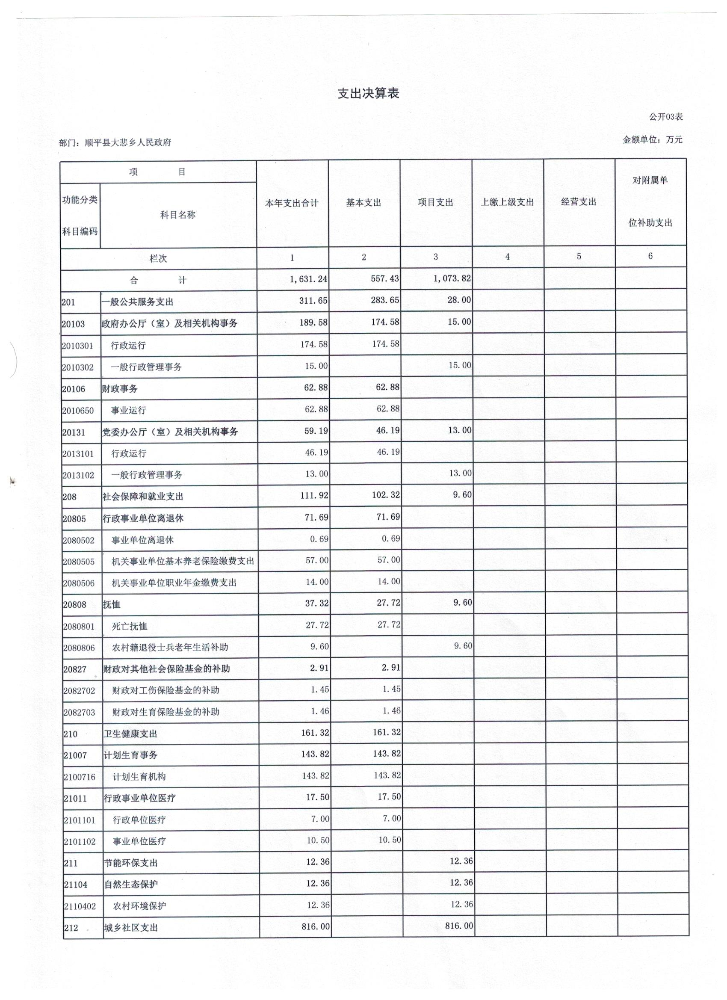 支出决算表
公开03表
部门：顺平县大悲乡人民政府 金额单位：万元
项 目 本年支出合计 基本支出 项目支出 上缴上级支出 经营支出 对附属单位补助支出
功能分类科目编码 科目名称
栏次 1 2 3 4 5 6
合 计 1,631.24 557.43 1,073.82
201 一般公共服务支出 311.65 283.65 28.00
20103 政府办公厅（室）及相关机构事务 189.58 174.58 15.00
2010301 行政运行 174.58 174.58
2010302 一般行政管理事务 15.00 15.00
20106 财政事务 62.88 62.88
2010650 事业运行 62.88 62.88
20131 党委办公厅（室）及相关机构事务 59.19 46.19 13.00
2013101 行政运行 46.19 46.19
2013102 一般行政管理事务 13.00 13.00
208 社会保障和就业支出 111.92 102.32 9.60
20805 行政事业单位离退休 71.69 71.69
2080502 事业单位离退休 0.69 0.69
2080505 机关事业单位基本养老保险缴费支出 57.00 57.00
2080506 机关事业单位职业年金缴费支出 14.00 14.00
20808 抚恤 37.32 27.72 9.60
2080801 死亡抚恤 27.72 27.72
2080806 农村籍退役士兵老年生活补助 9.60 9.60
20827 财政对其他社会保险基金的补助 2.91 2.91
2082702 财政对工伤保险基金的补助 1.45 1.45
2082703 财政对生育保险基金的补助 1.46 1.46
210 卫生健康支出 161.32 161.32
21007 计划生育事务 143.82 143.82
2100716 计划生育机构 143.82 143.82
21011 行政事业单位医疗 17.50 17.50
2101101 行政单位医疗 7.00 7.00
2101102 事业单位医疗 10.50 10.50
211 节能环保支出 12.36 12.36
21104 自然生态保护 12.36 12.36
2110402 农村环境保护 12.36 12.36
212 城乡社区支出 816.00 816.00